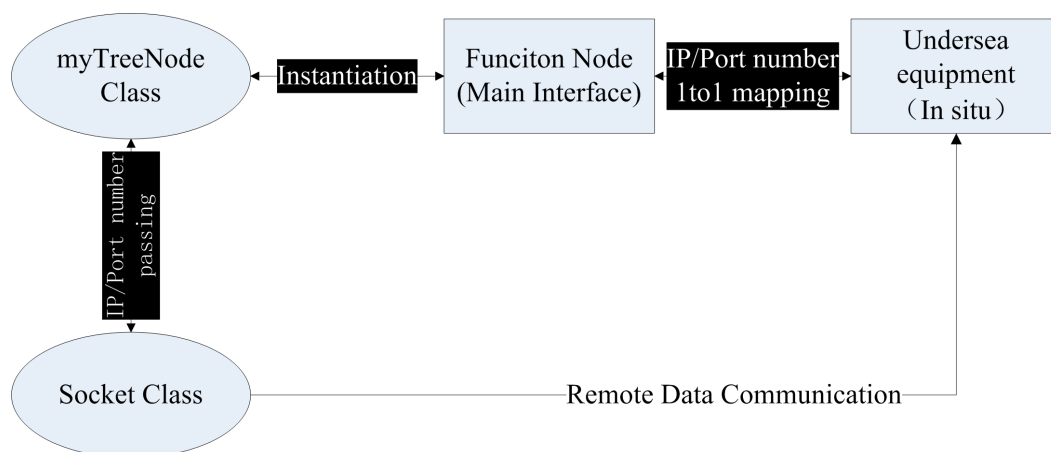 myTreeNode
Class
Instantiation
Funciton Node
(Main Interface)
IP/Port number
1to1 mapping
Undersea
equipment
（In situ）
IP/Port number
passing
Socket Class
Remote Data Communication